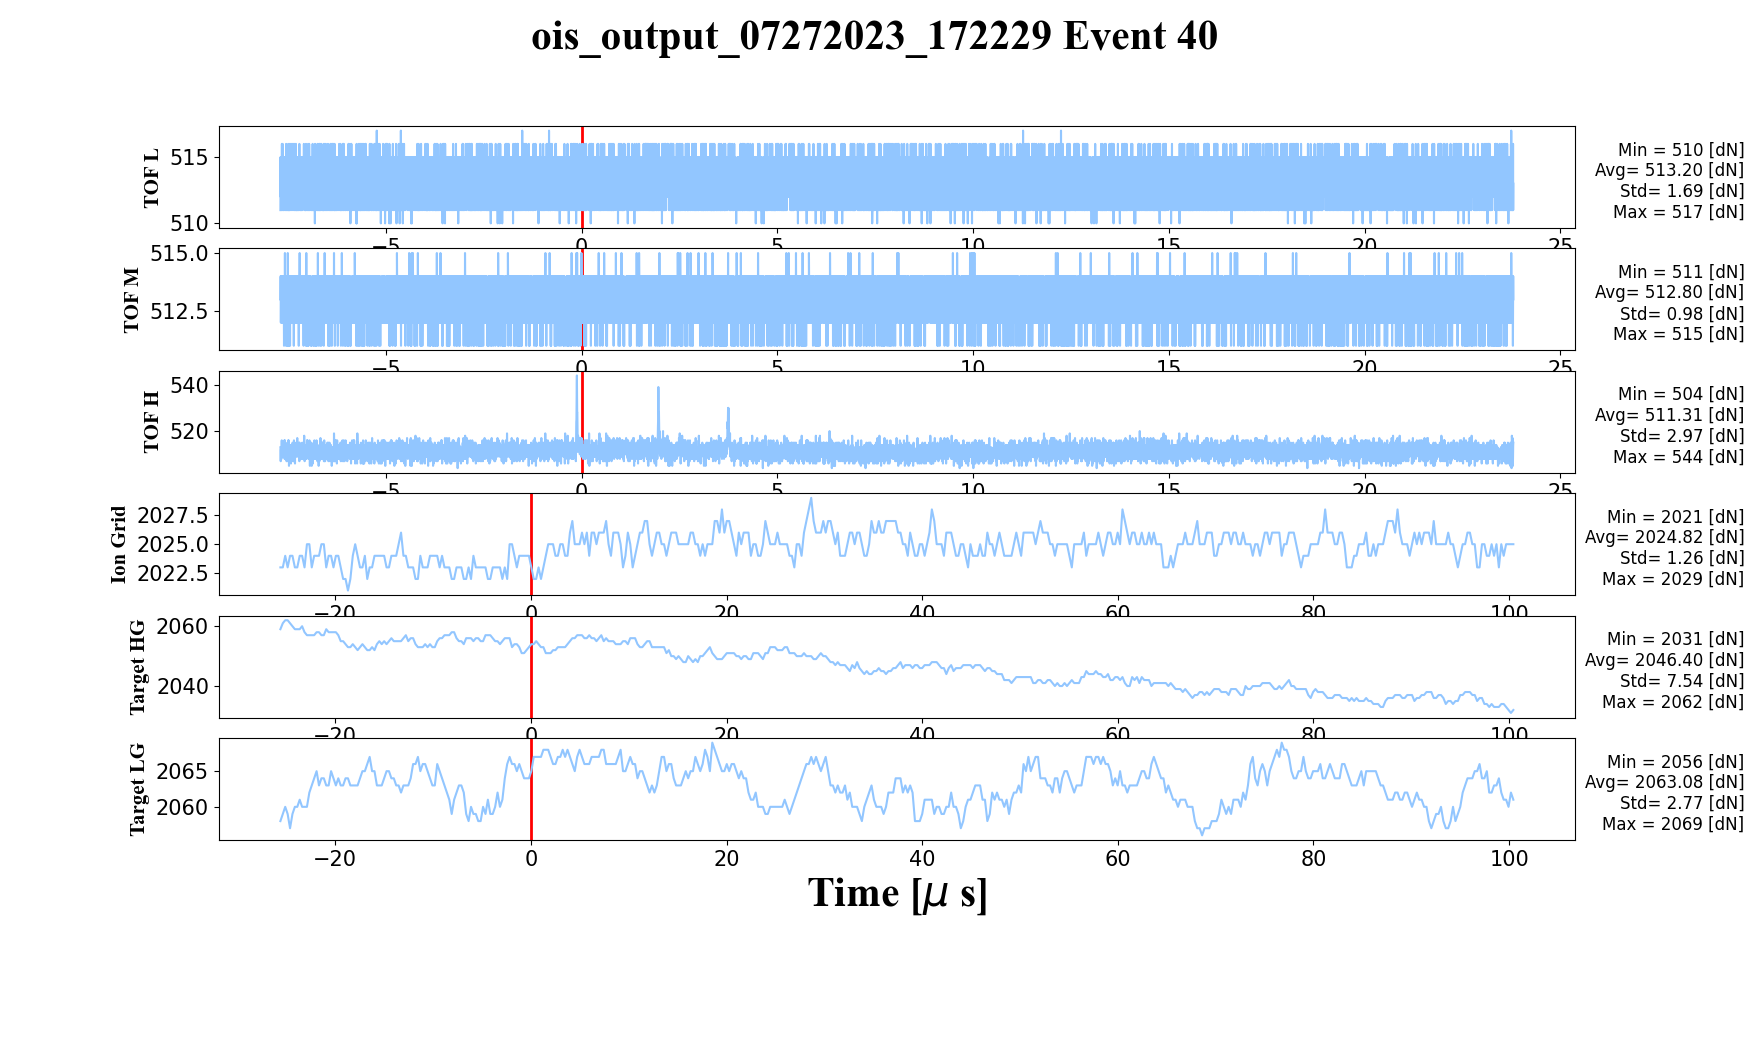 ois_output_07272023_172229 Event 40
TOF L
515
510
−5
0
5
10
15
20
25
Min = 510 [dN]
Avg= 513.20 [dN]
Std= 1.69 [dN]
Max = 517 [dN]
TOF M
515.0
512.5
−5
0
5
10
15
20
25
Min = 511 [dN]
Avg= 512.80 [dN]
Std= 0.98 [dN]
Max = 515 [dN]
TOF H
540
520
−5
0
5
10
15
20
25
Min = 504 [dN]
Avg= 511.31 [dN]
Std= 2.97 [dN]
Max = 544 [dN]
Ion Grid
2027.5
2025.0
2022.5
−20
0
20
40
60
80
100
Min = 2021 [dN]
Avg= 2024.82 [dN]
Std= 1.26 [dN]
Max = 2029 [dN]
Target HG
2060
2040
−20
0
20
40
60
80
100
Min = 2031 [dN]
Avg= 2046.40 [dN]
Std= 7.54 [dN]
Max = 2062 [dN]
Target LG
2065
2060
−20
0
20
40
60
80
100
Min = 2056 [dN]
Avg= 2063.08 [dN]
Std= 2.77 [dN]
Max = 2069 [dN]
Time [μ s]